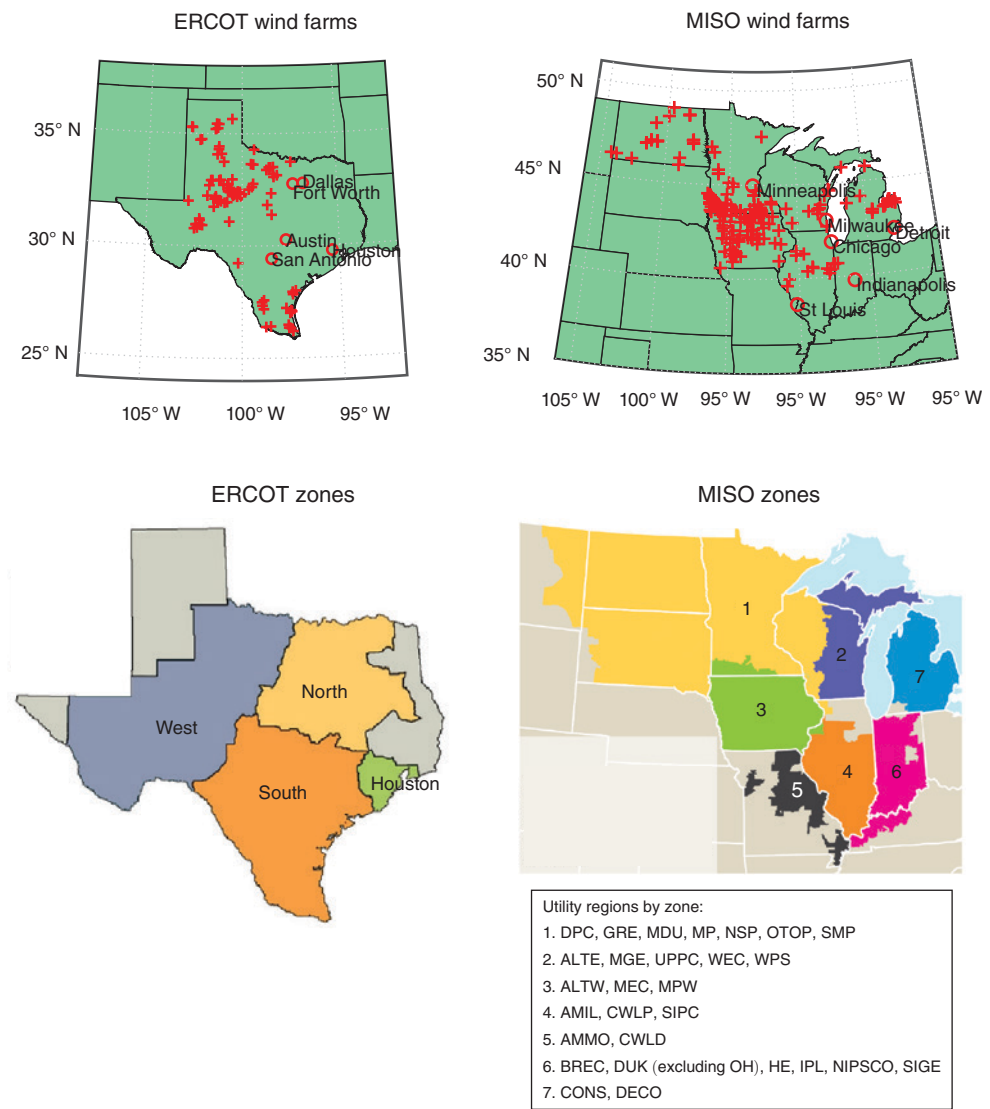 ERCOT wind farms
MISO wind farms
35° N
30° N
25° N
105° W
100° W
95° W
Dallas
Fort Worth
Austin
Houston
San Antonio
50° N
45° N
40° N
35° N
105° W
100° W
95° W
95° W
95° W
95° W
Minneapolis
Milwaukee
Detroit
Chicago
Indianapolis
St Louis
ERCOT zones
MISO zones
North
West
South
Houston
1
2
7
3
4
6
5
Utility regions by zone:
1. DPC, GRE, MDU, MP, NSP, OTOP, SMP
2. ALTE, MGE, UPPC, WEC, WPS
3. ALTW, MEC, MPW
4. AMIL, CWLP, SIPC
5. AMMO, CWLD
6. BREC, DUK (excluding OH), HE, IPL, NIPSCO, SIGE
7. CONS, DECO